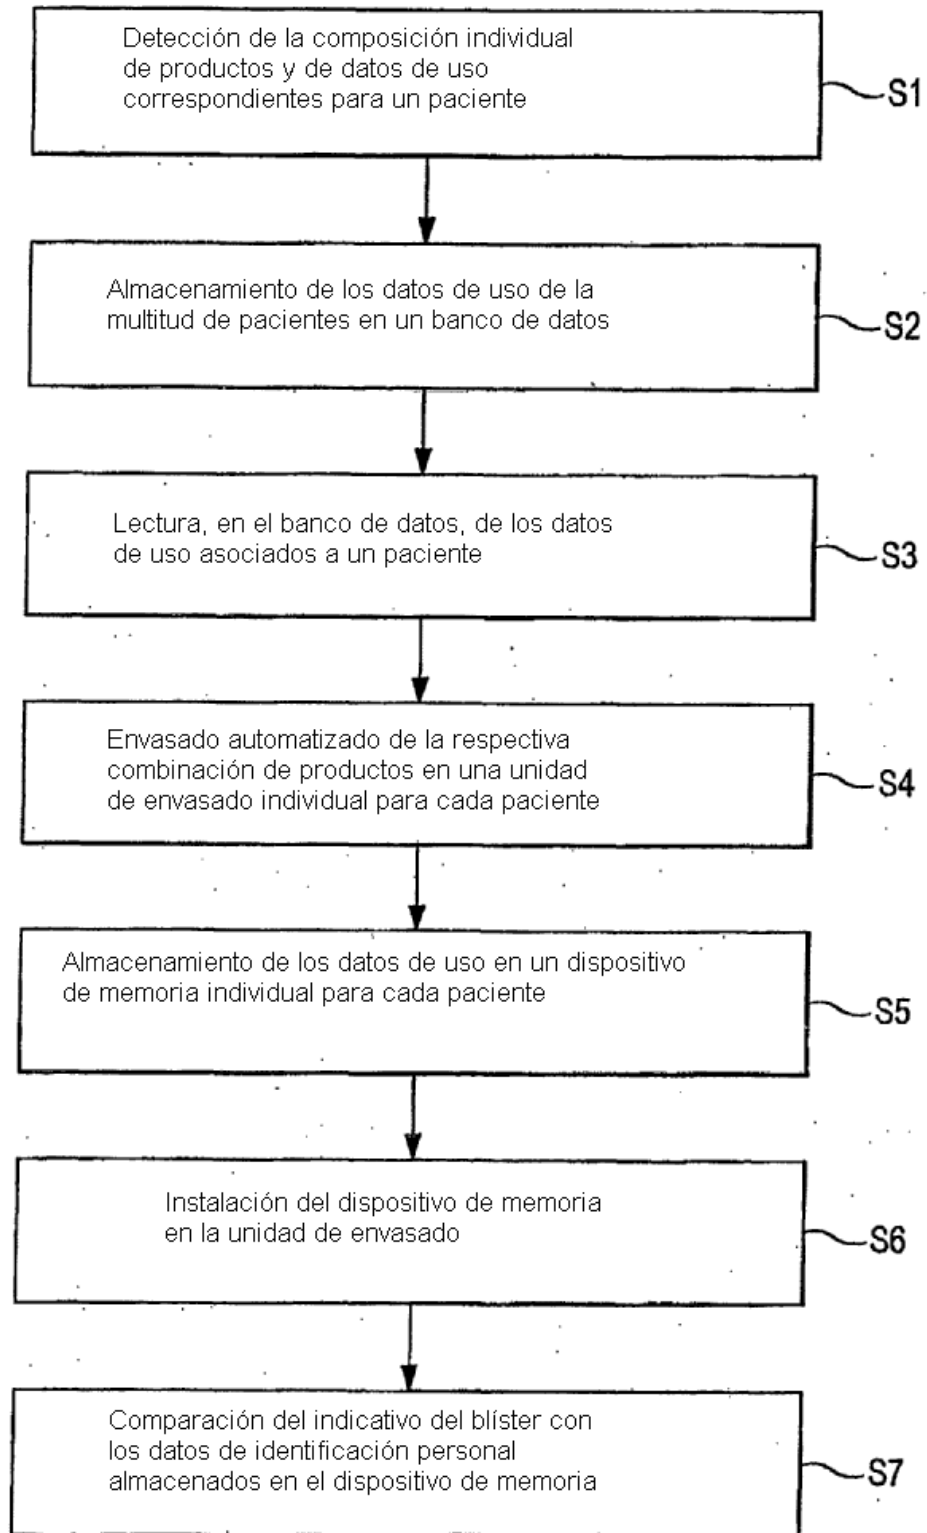 Detección de la composición individual
de productos y de datos de uso
correspondientes para un paciente
S1
Almacenamiento de los datos de uso de la
multitud de pacientes en un banco de datos
S2
Lectura, en el banco de datos, de los datos
de uso asociados a un paciente
S3
Envasado automatizado de la respectiva
combinación de productos en una unidad
de envasado individual para cada paciente
S4
Almacenamiento de los datos de uso en un dispositivo
de memoria individual para cada paciente
S5
Instalación del dispositivo de memoria
en la unidad de envasado
S6
Comparación del indicativo del blíster con
los datos de identificación personal
almacenados en el dispositivo de memoria
S7